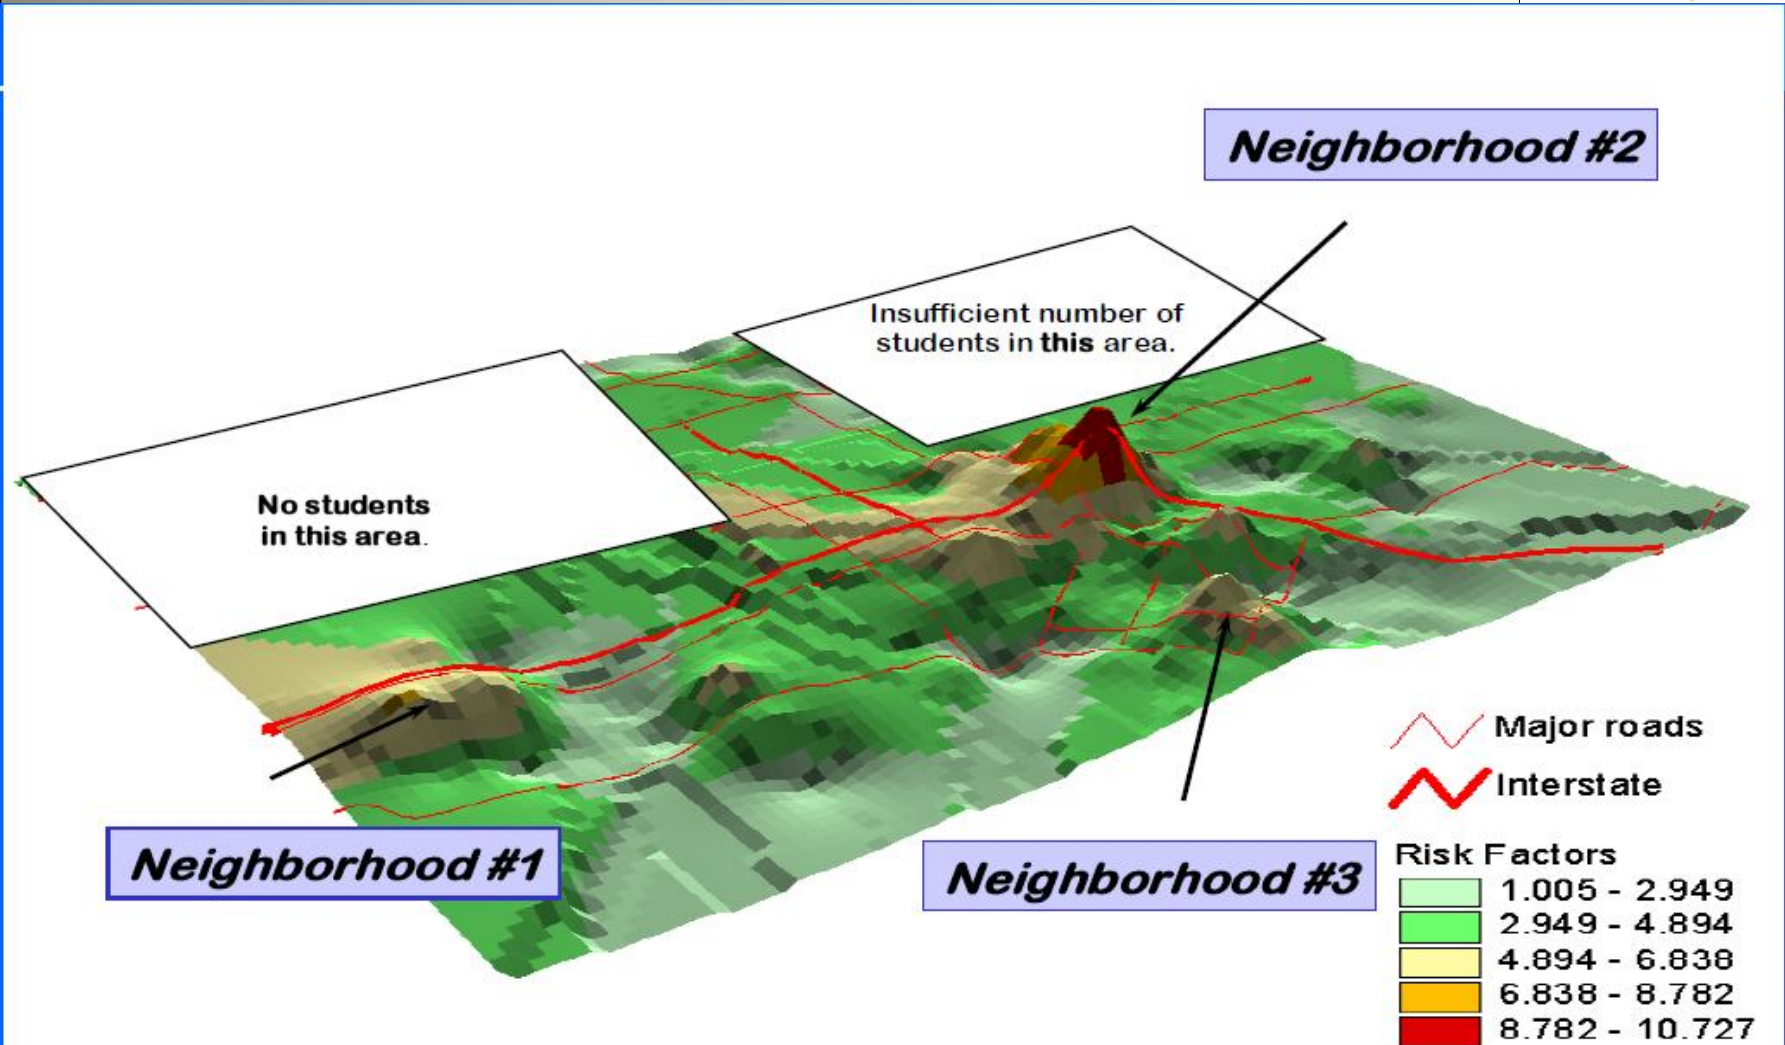 Neighborhood #2
Insufficient number of
students in this area.
No students
in this area.
Neighborhood #1
Neighborhood #3
Major roads
Interstate
Risk Factors
1.005 - 2.949
2.949 - 4.894
4.894 - 6.838
6.838 - 8.782
8.782 - 10.727